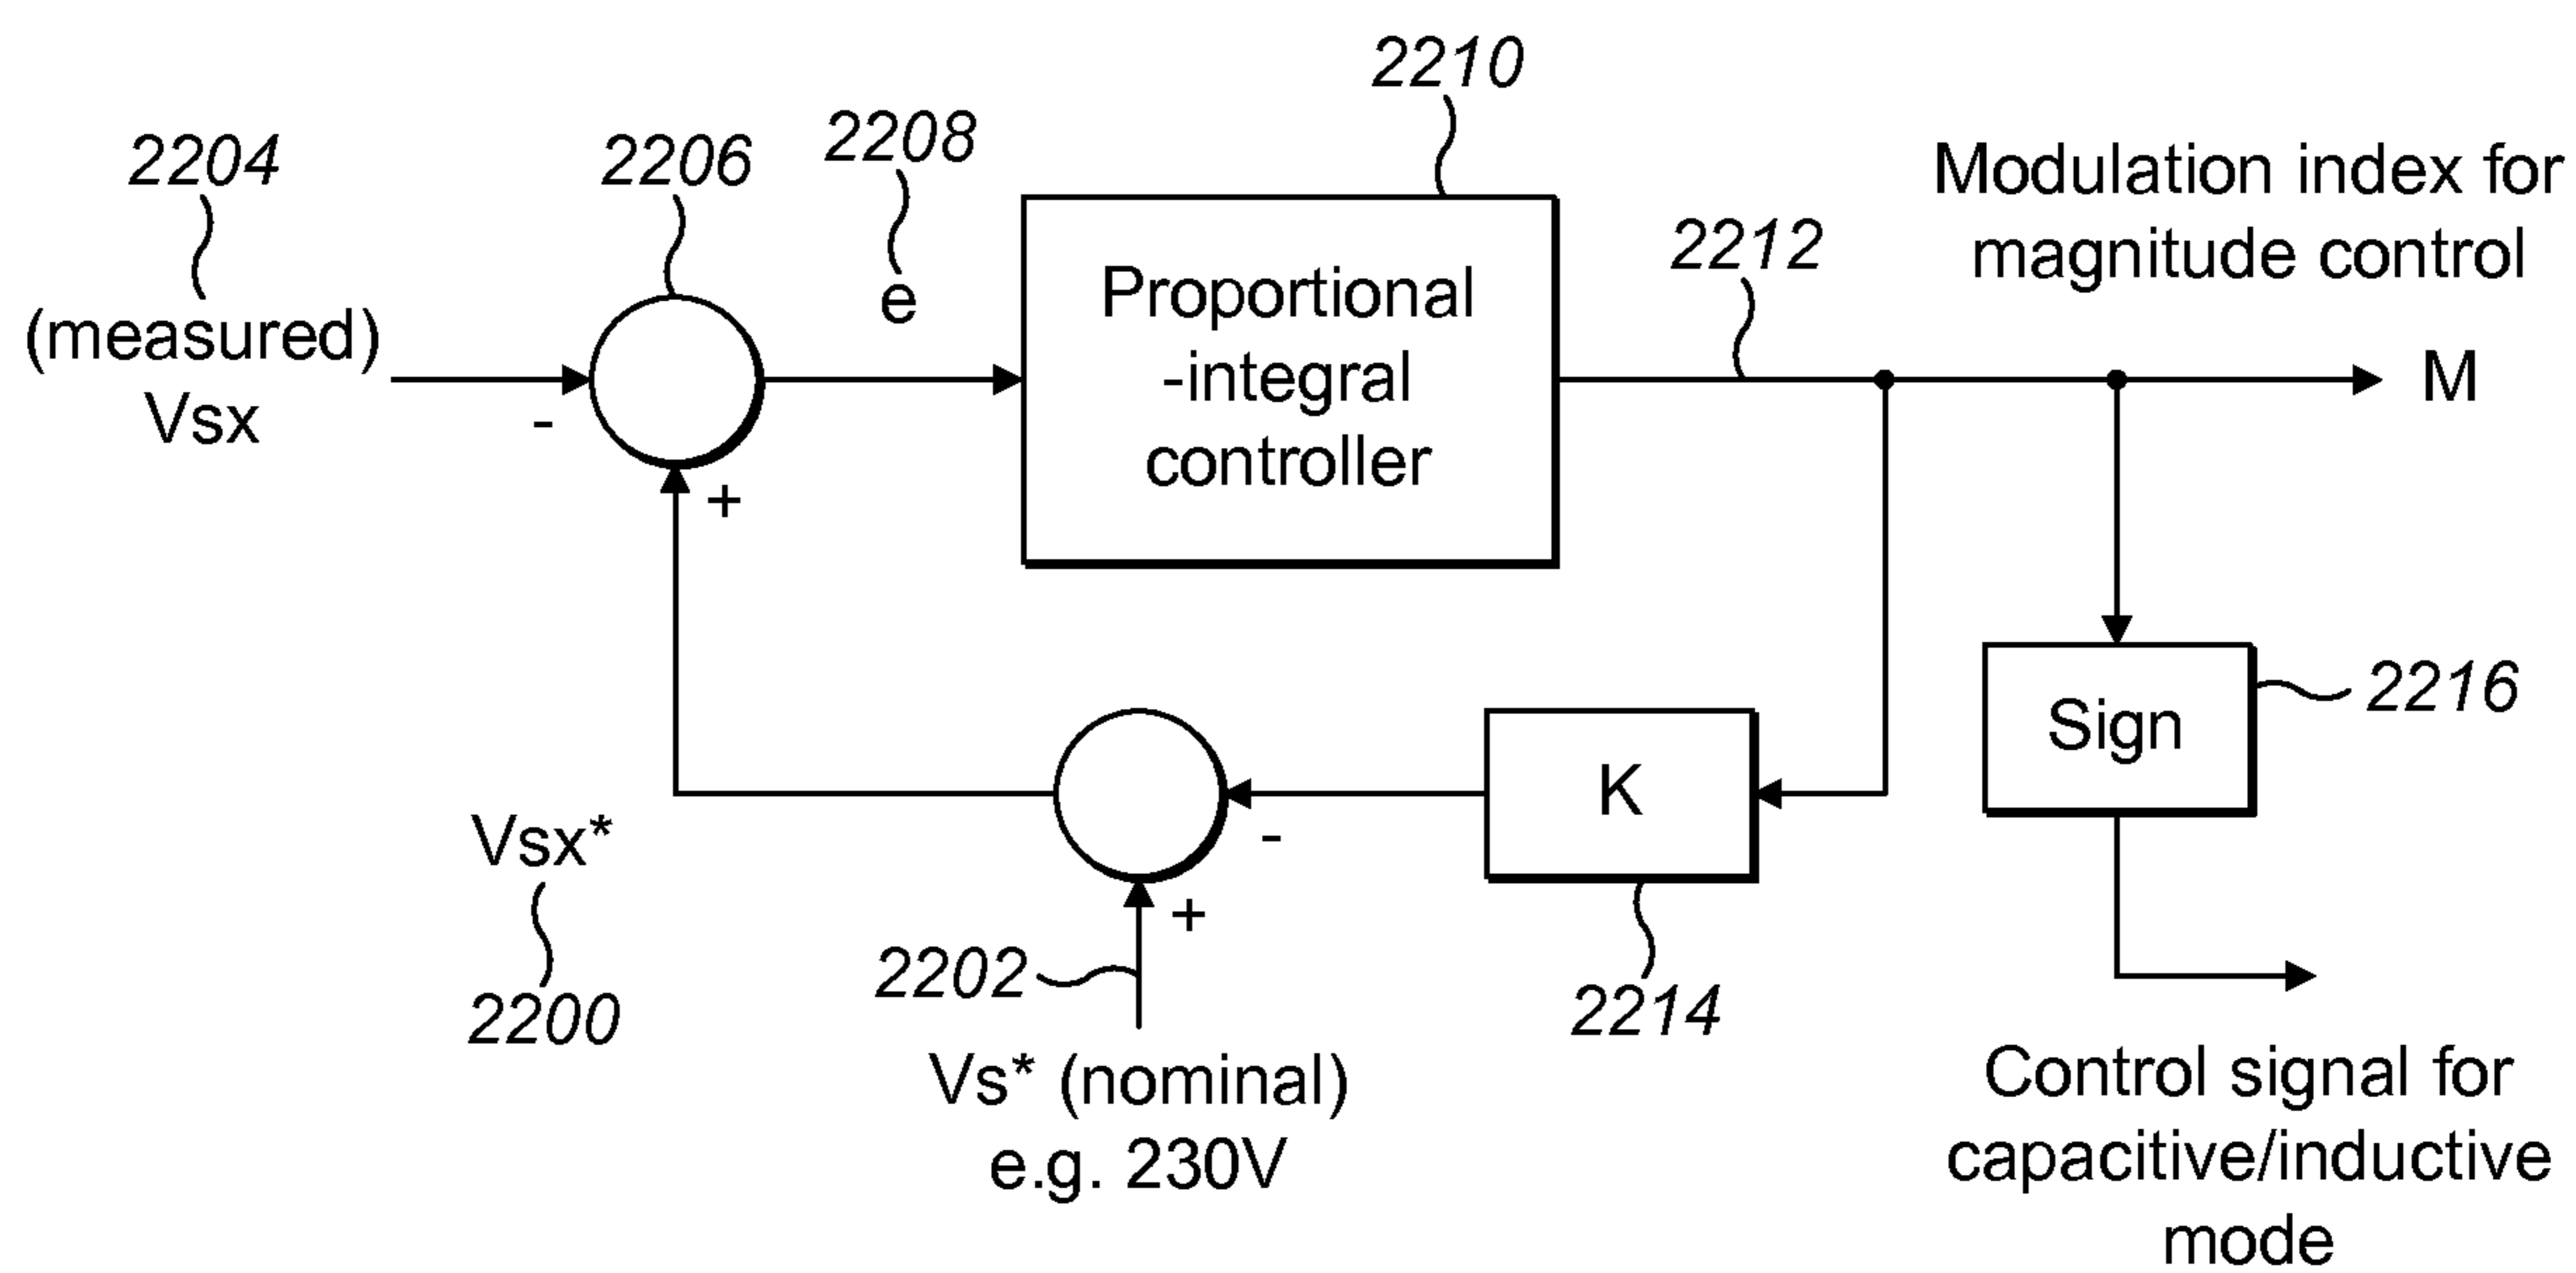 2210
2204
2206
2208
Modulation index for
magnitude control
2212
(measured)
Vsx
-
+
e
Proportional
-integral
controller
M
Sign
2216
K
-
+
Vsx*
2200
2202
2214
Vs* (nominal)
e.g. 230V
Control signal for
capacitive/inductive
mode